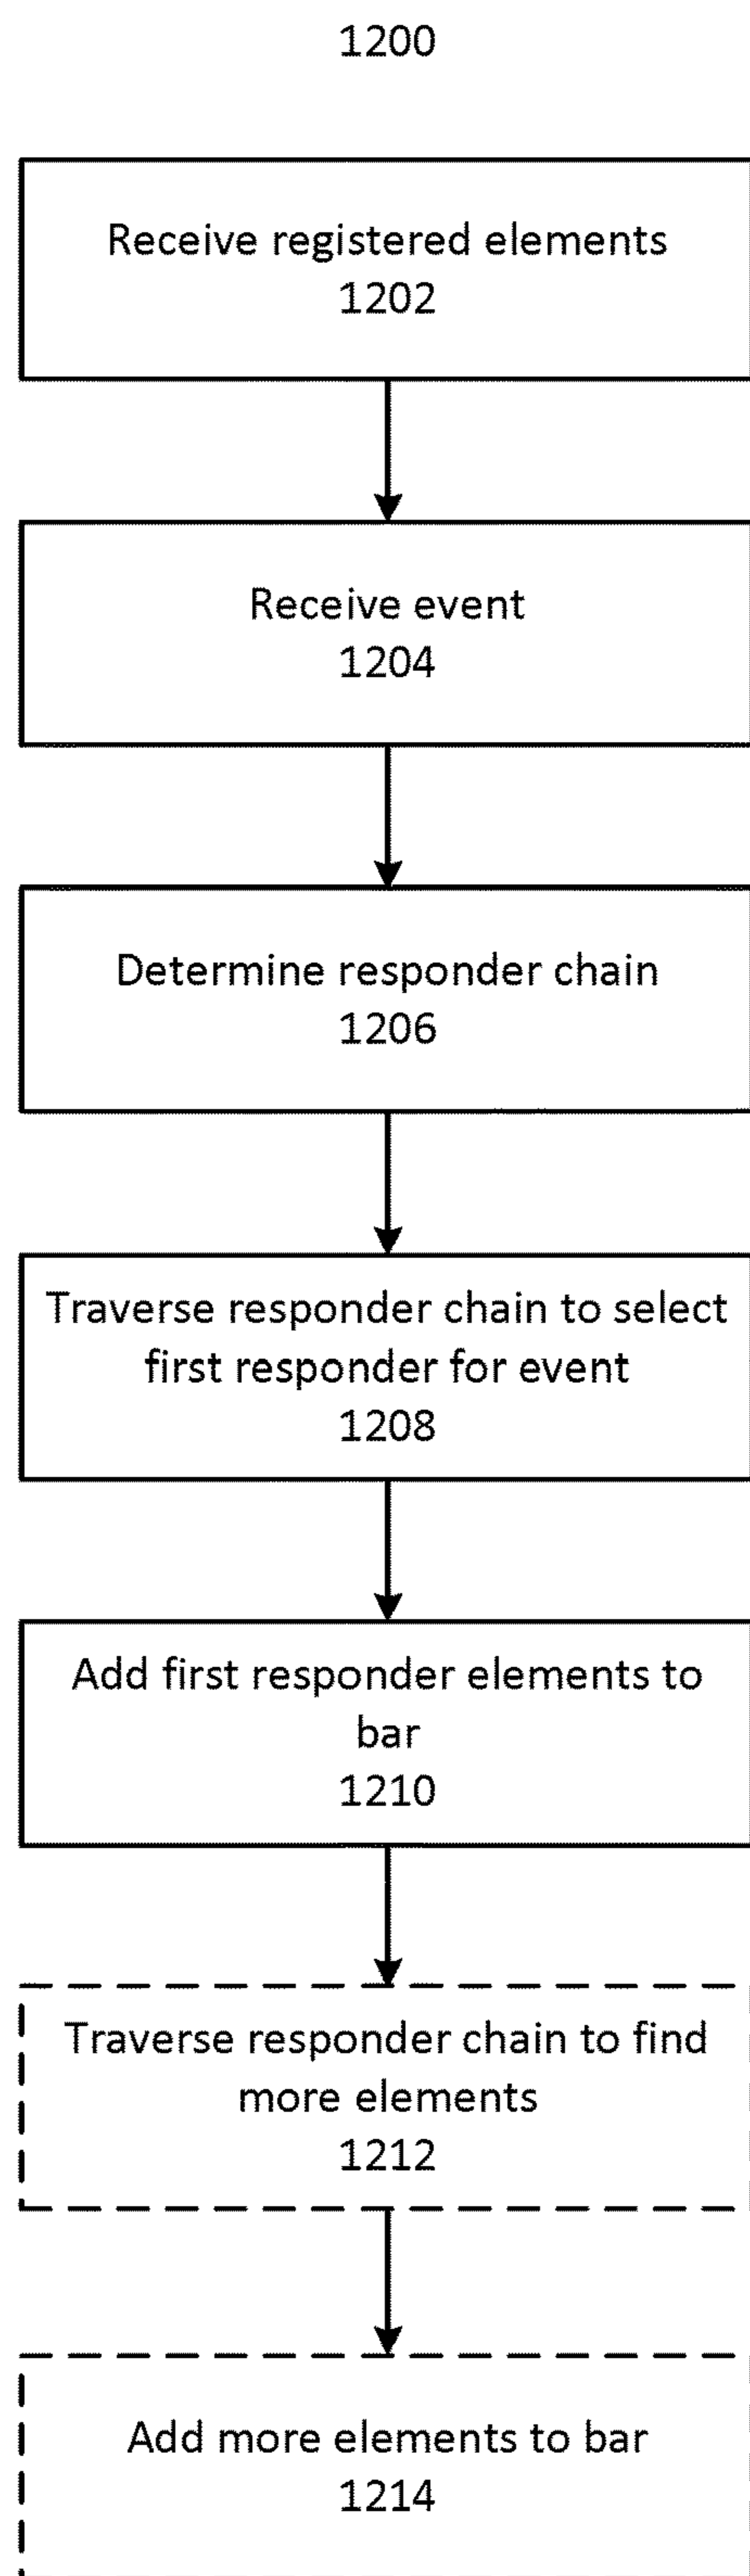 1200
Receive registered elements
1202
Receive event
1204
Determine responder chain
1206
Traverse responder chain to select
first responder for event
1208
Add first responder elements to
bar
1210
Traverse responder chain to find
more elements
1212
Add more elements to bar
1214